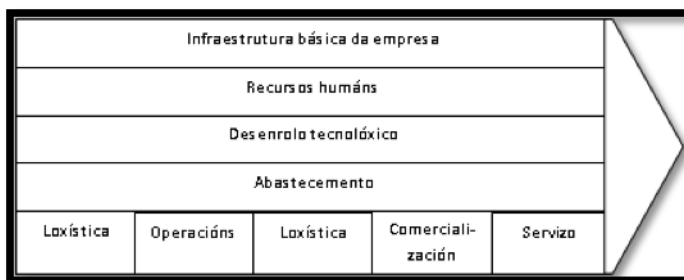 Infraestrutura básica da empresa
Recursos humáns
Desenrolo tecnolóxico
Abastecemento
Loxística
Operacións
Loxística
Comerciali-
zación
Servizo